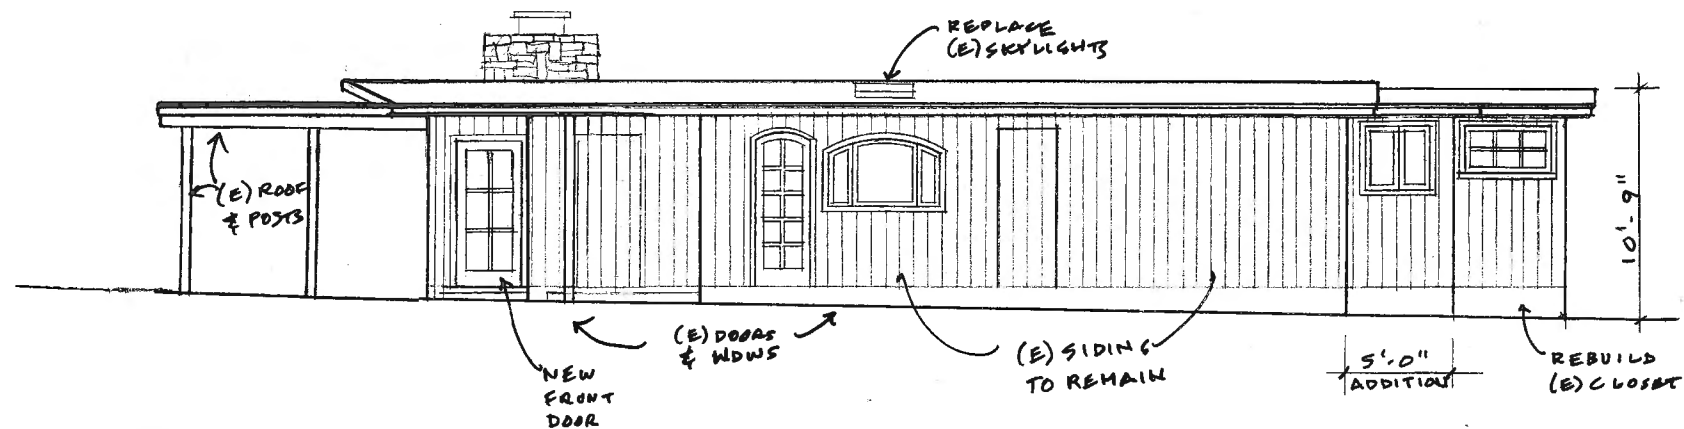 REPLACE
(E) SKYLIGHTS
(E) ROOF
& POSTS
10'-9"
(E) DOORS
& WDWS
NEW
FRONT
DOOR
(E) SIDING
TO REMAIN
5'-0"
ADDITION
REBUILD
(E) CLOSET